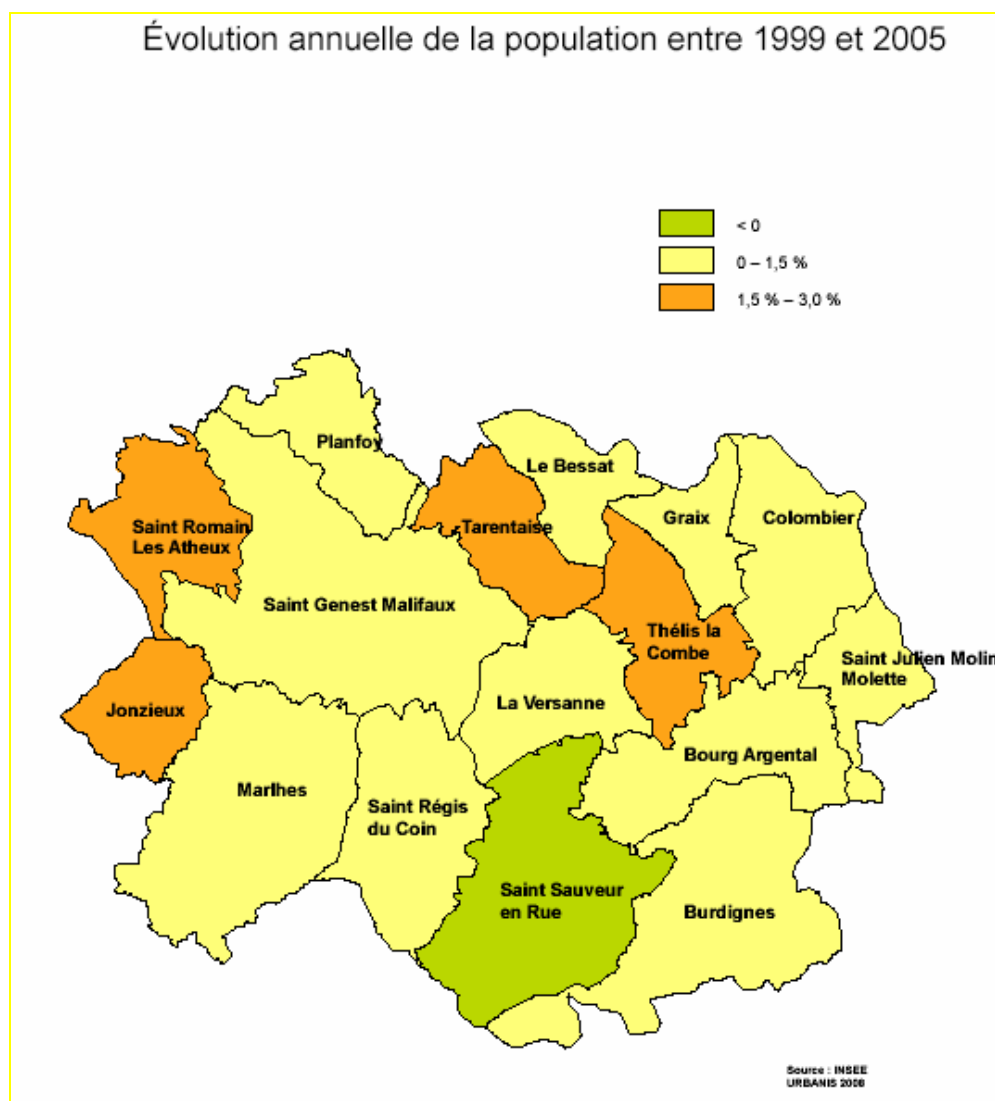 Évolution annuelle de la population entre 1999 et 2005
< 0
0 – 1,5 %
1,5 % – 3,0 %
Planfoy
Le Bessat
Saint Romain
Les Atheux
Tarentaise
Graix
Colombier
Saint Genest Malifaux
Thélis la
Combe
Saint Julien Molin
Molette
La Versanne
Jonzieux
Bourg Argental
Marlhes
Saint Régis
du Coin
Saint Sauveur
en Rue
Burdignes
Source : INSEE
URBANIS 2008